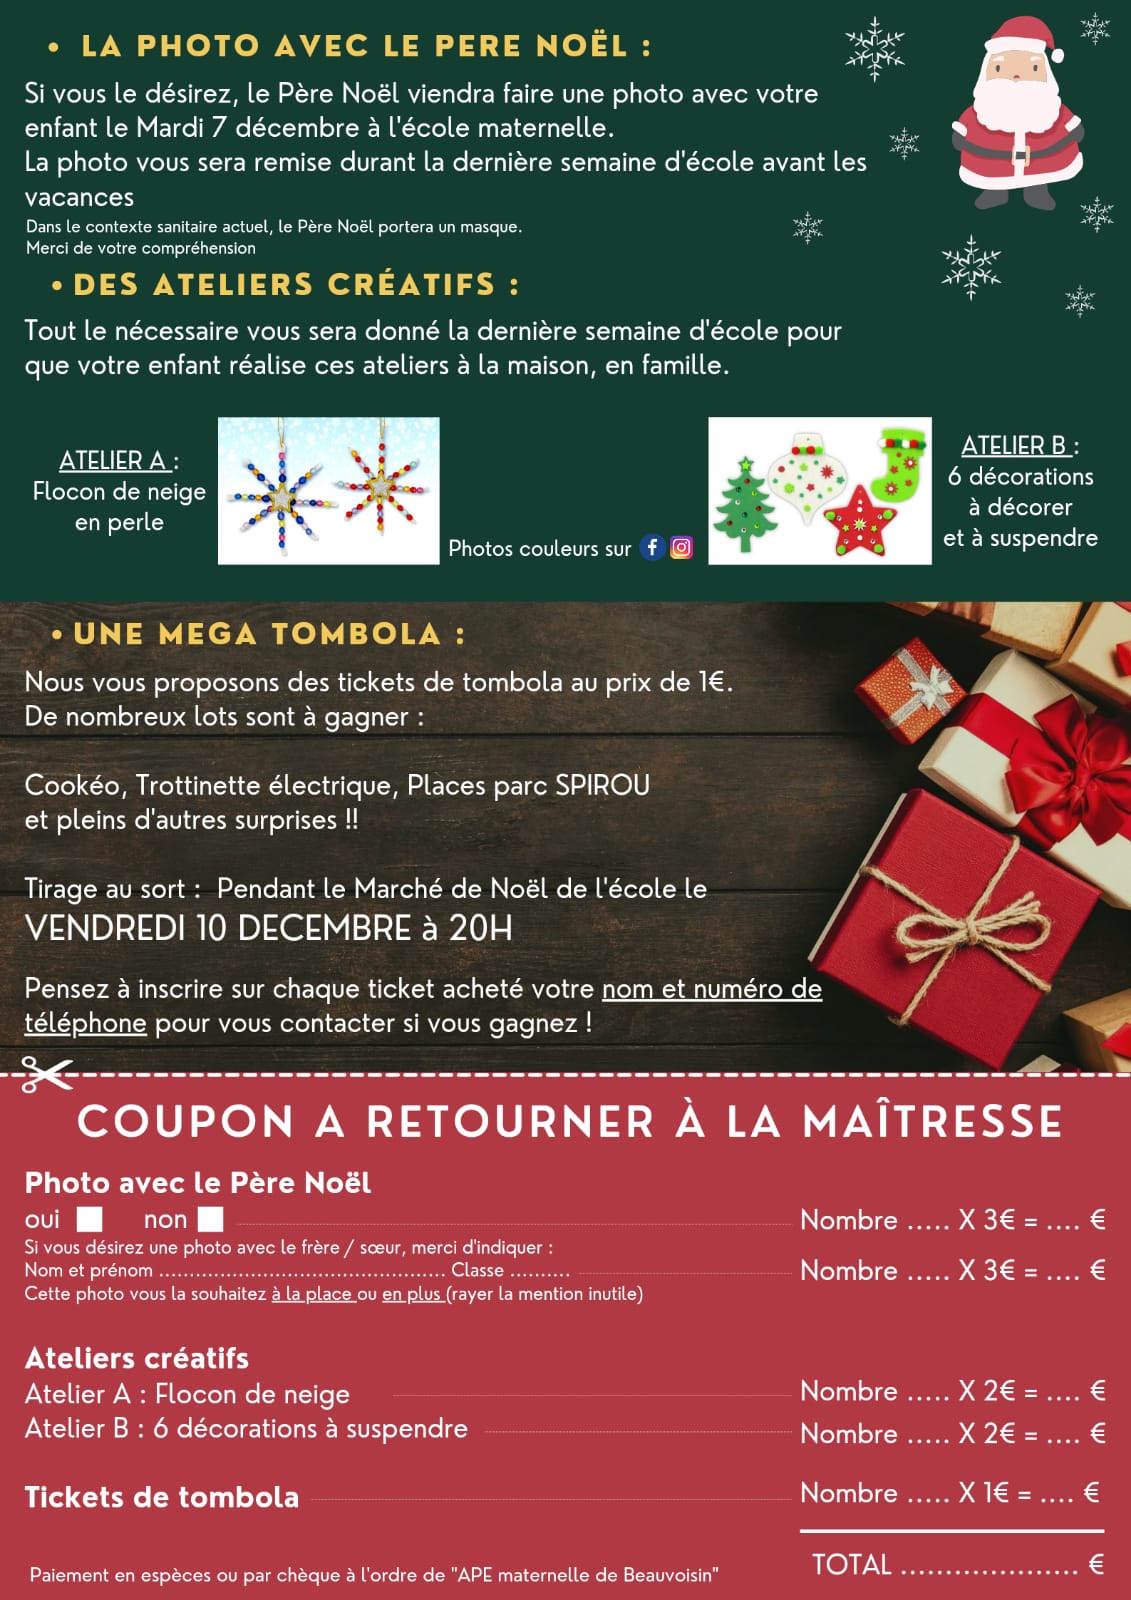 • LA PHOTO AVEC LE PERE NOËL :
Si vous le désirez, le Père Noël viendra faire une photo avec votre
enfant le Mardi 7 décembre à l'école maternelle.
La photo vous sera remise durant la dernière semaine d'école avant les
vacances
Dans le contexte sanitaire actuel, le Père Noël portera un masque.
Merci de votre compréhension
• DES ATELIERS CRÉATIFS :
Tout le nécessaire vous sera donné la dernière semaine d'école pour
que votre enfant réalise ces ateliers à la maison, en famille.
ATELIER A :
Flocon de neige
en perle
Photos couleurs sur
ATELIER B :
6 décorations
à décorer
et à suspendre
• UNE MEGA TOMBOLA :
Nous vous proposons des tickets de tombola au prix de 1€.
De nombreux lots sont à gagner :
Cookéo, Trottinette électrique, Places parc SPIROU
et pleins d'autres surprises !!
Tirage au sort : Pendant le Marché de Noël de l'école le
VENDREDI 10 DECEMBRE à 20H
Pensez à inscrire sur chaque ticket acheté votre nom et numéro de
téléphone pour vous contacter si vous gagnez !
COUPON A RETOURNER À LA MAÎTRESSE
Photo avec le Père Noël
oui non Nombre ..... X 3€ = .... €
Si vous désirez une photo avec le frère / sœur, merci d'indiquer :
Nom et prénom ................................................ Classe .......... Nombre ..... X 3€ = .... €
Cette photo vous la souhaitez à la place ou en plus (rayer la mention inutile)
Ateliers créatifs
Atelier A : Flocon de neige Nombre ..... X 2€ = .... €
Atelier B : 6 décorations à suspendre Nombre ..... X 2€ = .... €
Tickets de tombola Nombre ..... X 1€ = .... €
TOTAL .................... €
Paiement en espèces ou par chèque à l'ordre de "APE maternelle de Beauvoisin"